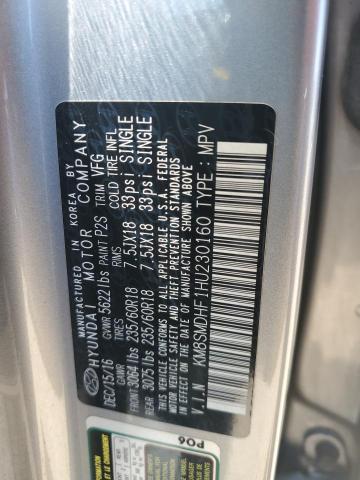 MANUFACTURED IN KOREA BY
HYUNDAI MOTOR COMPANY
DEC/15/16 GVWR 5622 lbs PAINT P2S TRIM VFG
GAWR TIRES RIMS COLD TIRE INFL
FRONT 3064 lbs 235/60R18 7.5JX18 33psi SINGLE
REAR 3075 lbs 235/60R18 7.5JX18 33psi SINGLE
THIS VEHICLE CONFORMS TO ALL APPLICABLE U.S.A. FEDERAL
MOTOR VEHICLE SAFETY AND THEFT PREVENTION STANDARDS
IN EFFECT ON THE DATE OF MANUFACTURE SHOWN ABOVE.
V.I.N KM8SMDHF1HU230160 TYPE : MPV
P06